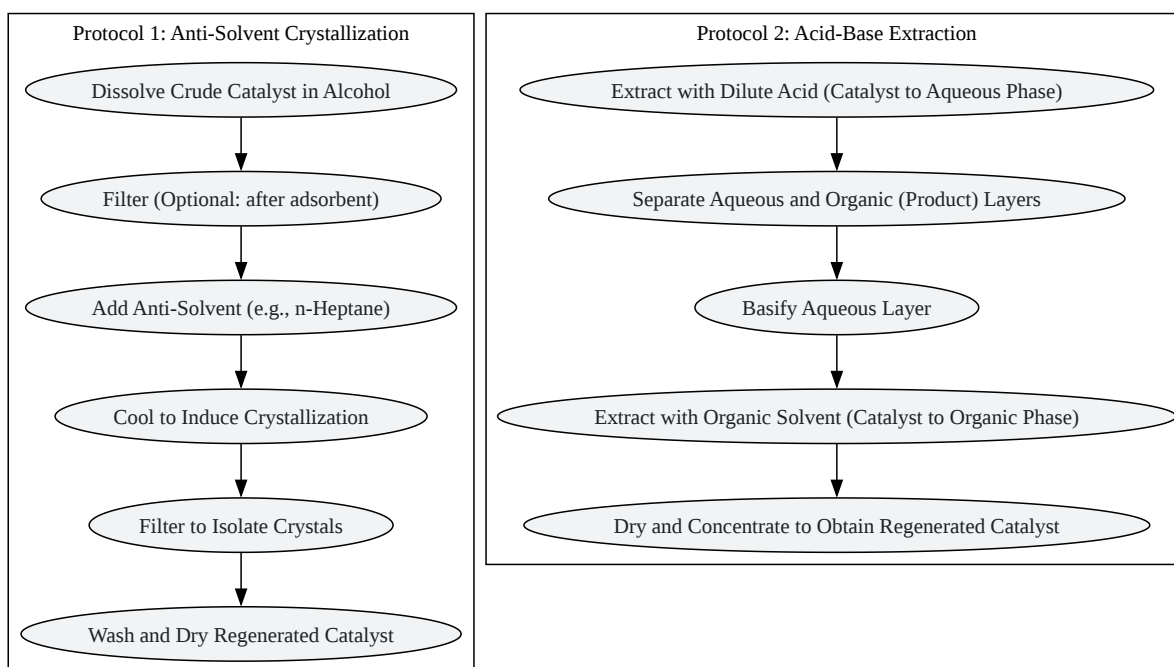 Protocol 1: Anti-Solvent Crystallization
Dissolve Crude Catalyst in Alcohol
Filter (Optional: after adsorbent)
Add Anti-Solvent (e.g., n-Heptane)
Cool to Induce Crystallization
Filter to Isolate Crystals
Wash and Dry Regenerated Catalyst
Protocol 2: Acid-Base Extraction
Extract with Dilute Acid (Catalyst to Aqueous Phase)
Separate Aqueous and Organic (Product) Layers
Basify Aqueous Layer
Extract with Organic Solvent (Catalyst to Organic Phase)
Dry and Concentrate to Obtain Regenerated Catalyst